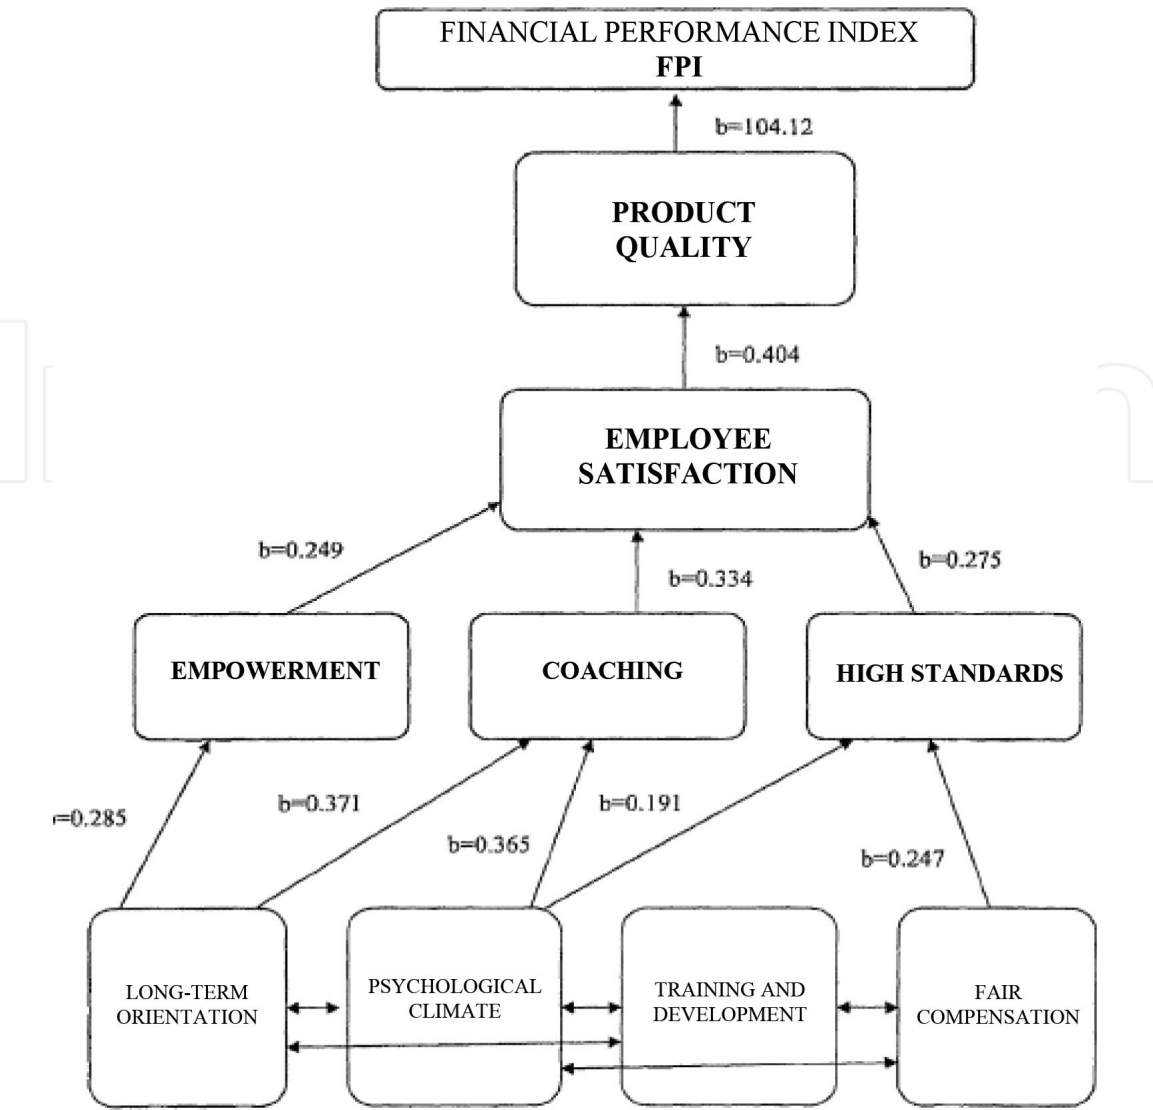 FINANCIAL PERFORMANCE INDEX
FPI
b=104.12
PRODUCT
QUALITY
b=0.404
EMPLOYEE
SATISFACTION
b=0.249
b=0.334
b=0.275
EMPOWERMENT
COACHING
HIGH STANDARDS
=0.285
b=0.371
b=0.365
b=0.191
b=0.247
LONG-TERM
ORIENTATION
PSYCHOLOGICAL
CLIMATE
TRAINING AND
DEVELOPMENT
FAIR
COMPENSATION